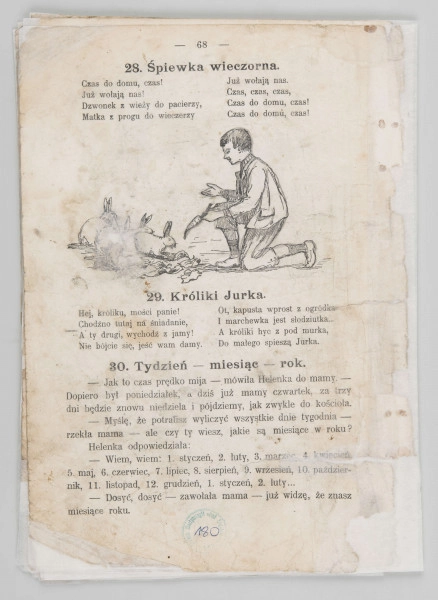 — 68 —
28. Śpiewka wieczorna.
Czas do domu, czas!
Już wołają nas!
Dzwonek z wieży do pacierzy,
Matka z progu do wieczerzy
Już wołają nas.
Czas, czas, czas,
Czas do domu, czas!
Czas do domu, czas!
29. Króliki Jurka.
Hej, króliku, mości panie!
Chodźno tutaj na śniadanie,
A ty drugi, wychodź z jamy!
Nie bójcie się, jeść wam damy.
Ot, kapusta wprost z ogródka
I marchewka jest słodziutka...
A króliki hyc z pod murka,
Do małego spieszą Jurka.
30. Tydzień — miesiąc — rok.
— Jak to czas prędko mija — mówiła Helenka do mamy. —
Dopiero był poniedziałek, a dziś już mamy czwartek, za trzy
dni będzie znowu niedziela i pójdziemy, jak zwykle do kościoła.
— Myślę, że potrafisz wyliczyć wszystkie dnie tygodnia —
rzekła mama — ale czy ty wiesz, jakie są miesiące w roku?
Helenka odpowiedziała:
— Wiem, wiem: 1. styczeń, 2. luty, 3. marzec, 4. kwiecień
5. maj, 6. czerwiec, 7. lipiec, 8. sierpień, 9. wrzesień, 10. paździer-
nik, 11. listopad, 12. grudzień, 1. styczeń, 2. luty...
— Dosyć, dosyć — zawołała mama — już widzę, że znasz
miesiące roku.
180